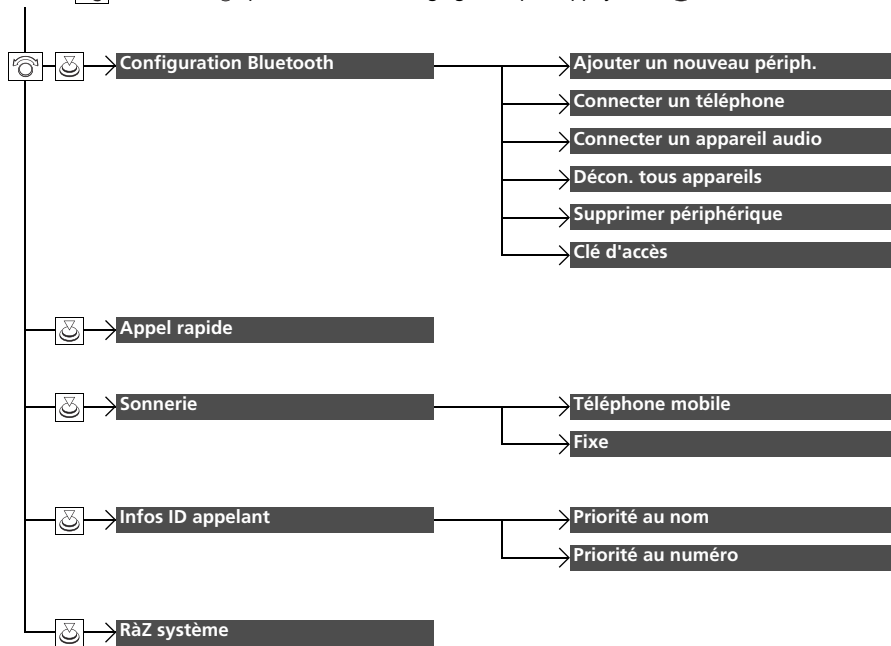 Configuration Bluetooth
Ajouter un nouveau périph.
Connecter un téléphone
Connecter un appareil audio
Décon. tous appareils
Supprimer périphérique
Clé d'accès
Appel rapide
Sonnerie
Téléphone mobile
Fixe
Infos ID appelant
Priorité au nom
Priorité au numéro
RàZ système